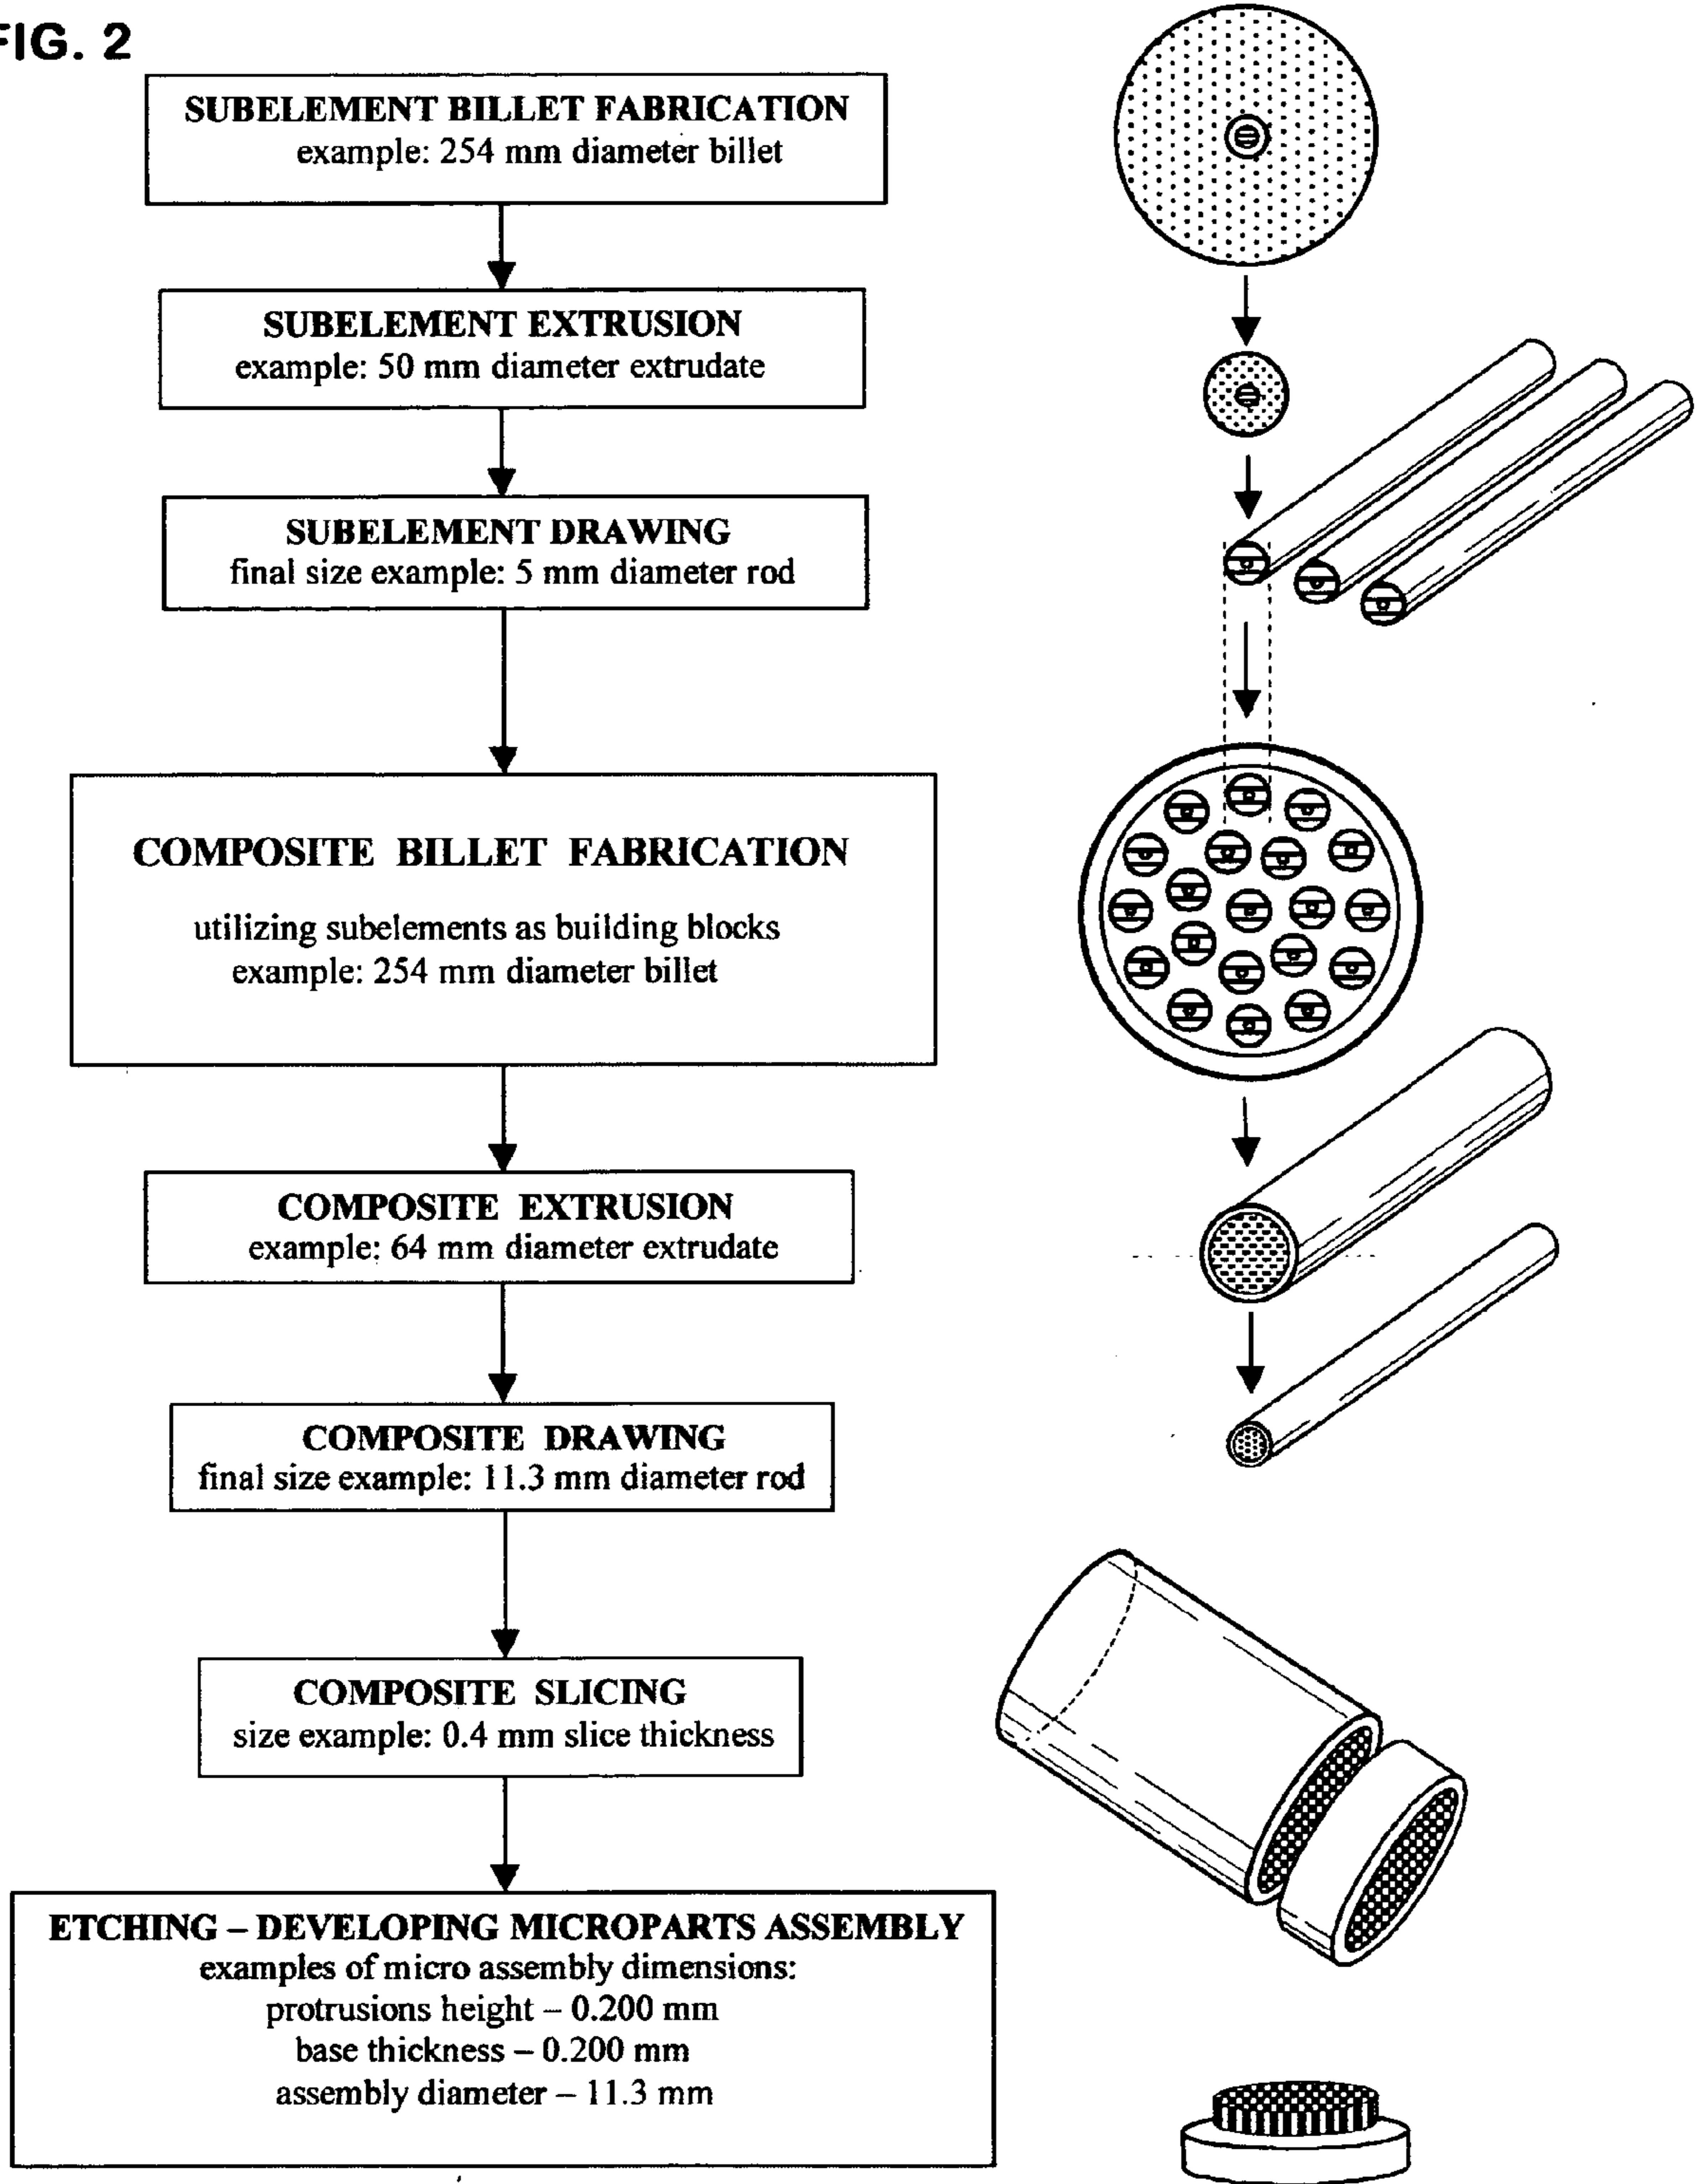 FIG. 2
SUBELEMENT BILLET FABRICATION
example: 254 mm diameter billet
SUBELEMENT EXTRUSION
example: 50 mm diameter extrudate
SUBELEMENT DRAWING
final size example: 5 mm diameter rod
COMPOSITE BILLET FABRICATION
utilizing subelements as building blocks
example: 254 mm diameter billet
COMPOSITE EXTRUSION
example: 64 mm diameter extrudate
COMPOSITE DRAWING
final size example: 11.3 mm diameter rod
COMPOSITE SLICING
size example: 0.4 mm slice thickness
ETCHING – DEVELOPING MICROPARTS ASSEMBLY
examples of micro assembly dimensions:
protrusions height – 0.200 mm
base thickness – 0.200 mm
assembly diameter – 11.3 mm